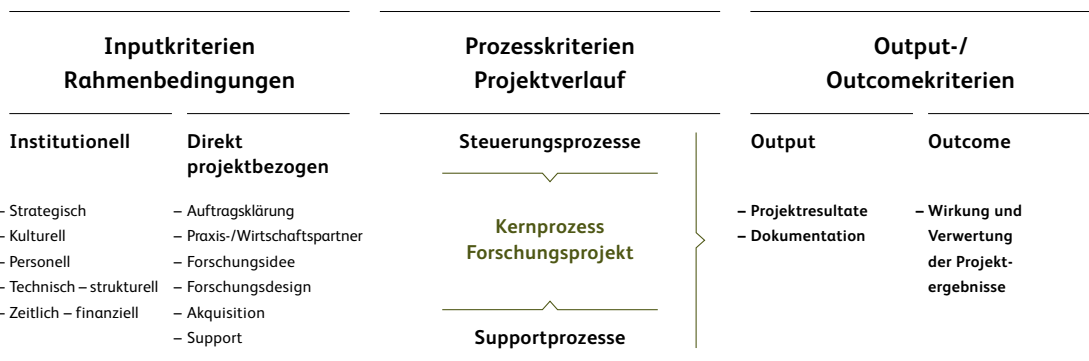 Inputkriterien
Rahmenbedingungen
Institutionell
– Strategisch
– Kulturell
– Personell
– Technisch – strukturell
– Zeitlich – finanziell
Direkt
projektbezogen
– Auftragsklärung
– Praxis-/Wirtschaftspartner
– Forschungsidee
– Forschungsdesign
– Akquisition
– Support
Prozesskriterien
Projektverlauf
Steuerungsprozesse
Kernprozess
Forschungsprojekt
Supportprozesse
Output-/
Outcomekriterien
Output
– Projektresultate
– Dokumentation
Outcome
– Wirkung und
Verwertung
der Projekt-
ergebnisse